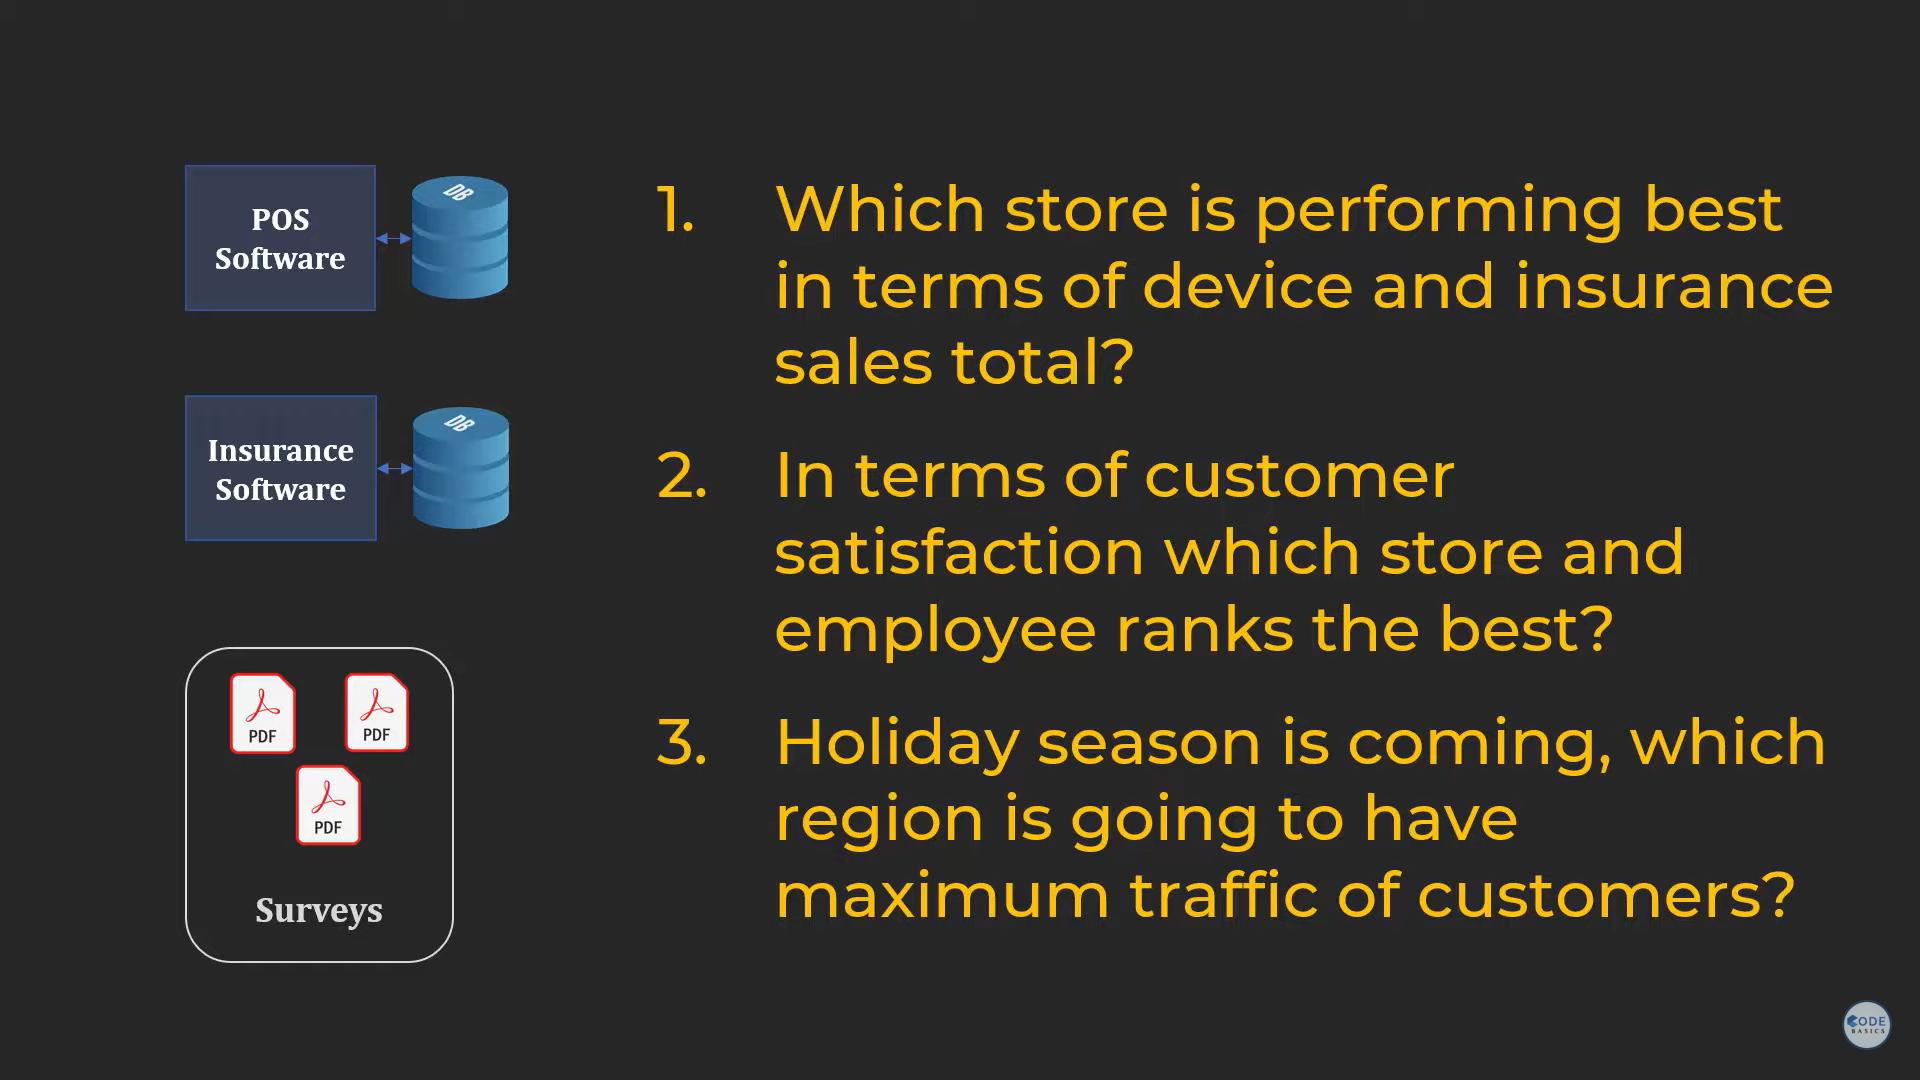 POS
Software
DB
Insurance
Software
DB
PDF
PDF
PDF
Surveys
1. Which store is performing best
in terms of device and insurance
sales total?
2. In terms of customer
satisfaction which store and
employee ranks the best?
3. Holiday season is coming, which
region is going to have
maximum traffic of customers?
CODE
BASICS